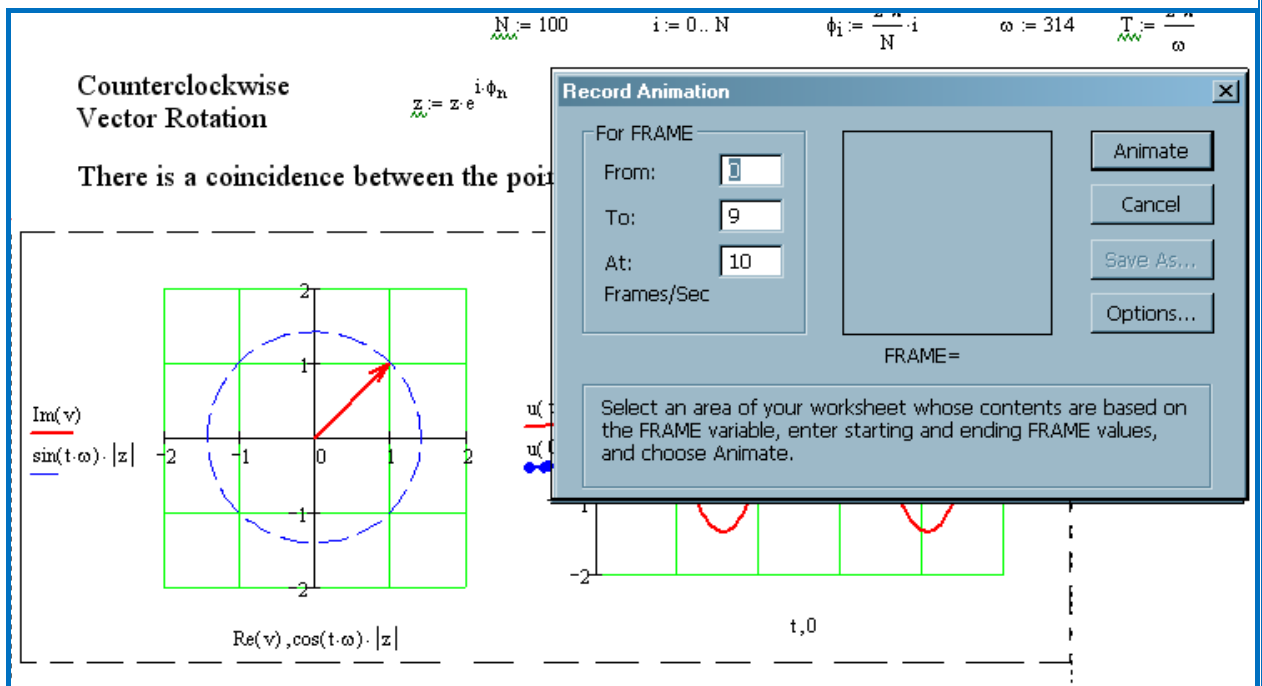 N := 100 i := 0.. N ϕi := ―·i N ω := 314 T := ― ω
Counterclockwise
Vector Rotation
z := z·e^i·ϕn
There is a coincidence between the poin
Record Animation
For FRAME
From: 0
To: 9
At: 10
Frames/Sec
Animate
Cancel
Save As...
Options...
FRAME=
Select an area of your worksheet whose contents are based on
the FRAME variable, enter starting and ending FRAME values,
and choose Animate.
2
1
Im(v)
sin(t·ω)·|z|
-2 -1 0 1 2
-1
-2
Re(v) ,cos(t·ω)·|z|
u( t
u(
-2
t,0